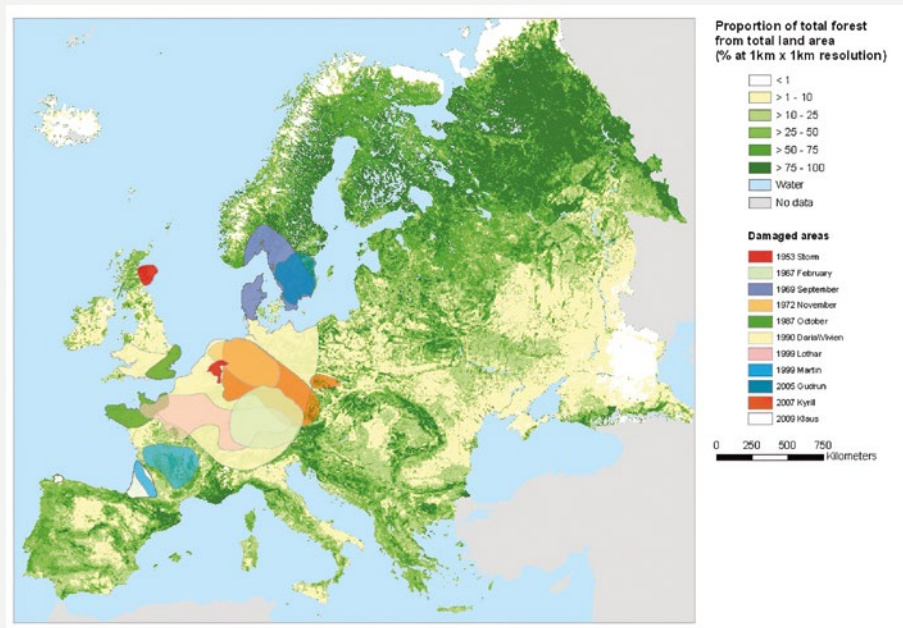 Proportion of total forest
from total land area
(% at 1km x 1km resolution)
< 1
> 1 - 10
> 10 - 25
> 25 - 50
> 50 - 75
> 75 - 100
Water
No data
Damaged areas
1953 Storm
1967 February
1969 September
1972 November
1987 October
1990 Daria/Vivien
1999 Lothar
1999 Martin
2005 Gudrun
2007 Kyrill
2009 Klaus
0 250 500 750
Kilometers